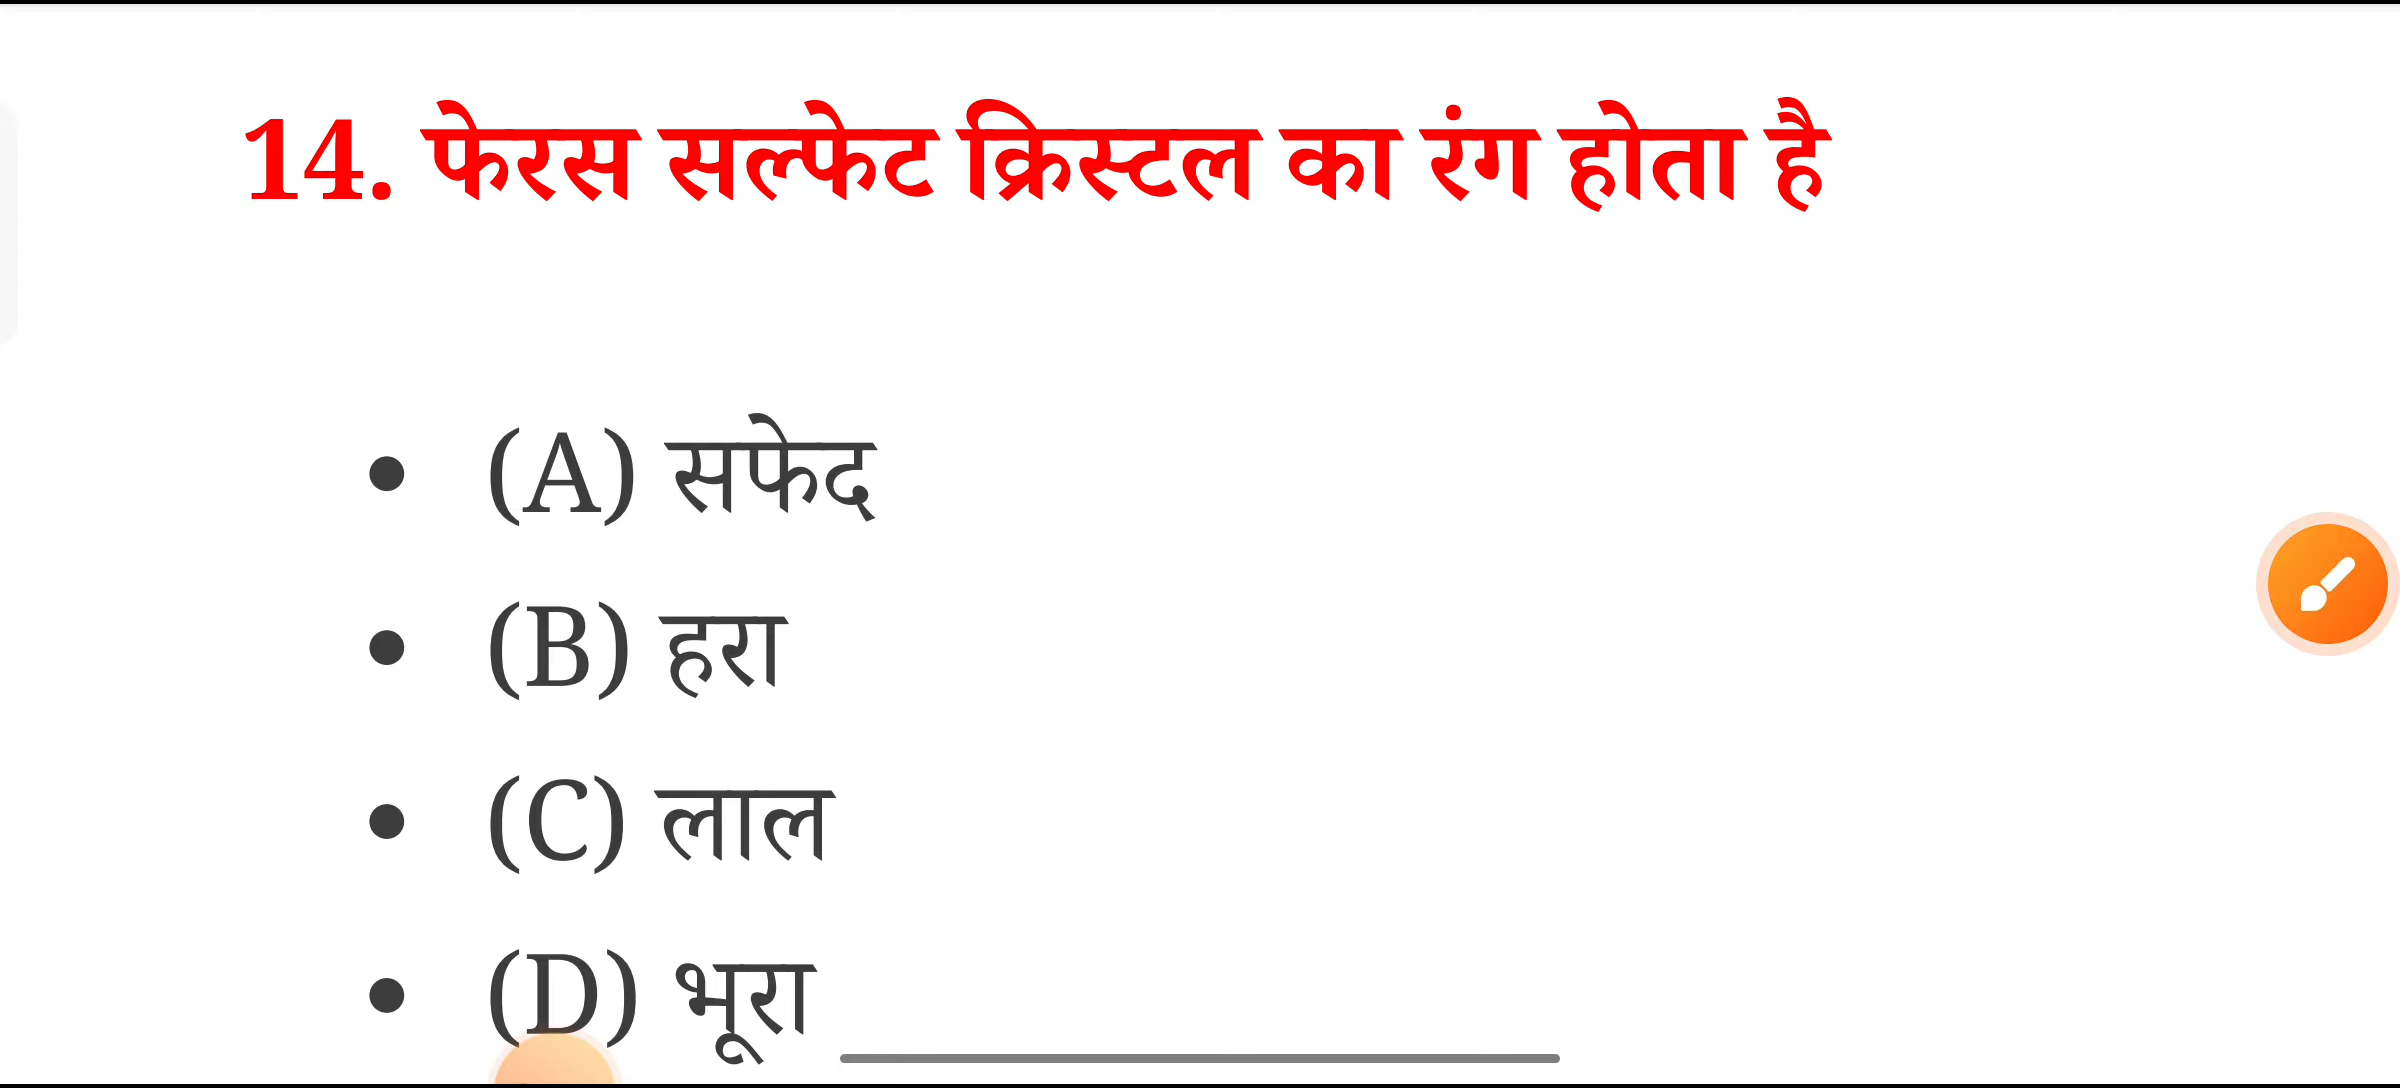 14. फेरस सल्फेट क्रिस्टल का रंग होता है
• (A) सफेद
• (B) हरा
• (C) लाल
• (D) भूरा